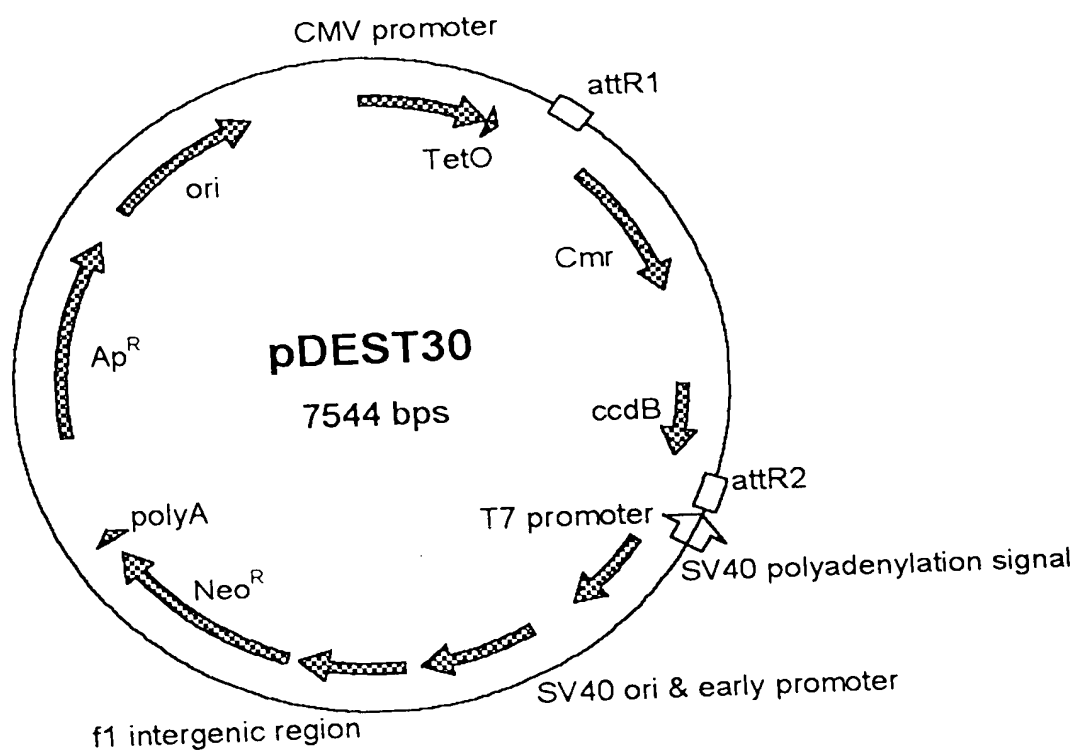 CMV promoter
attR1
TetO
ori
Cmr
Ap^R
pDEST30
7544 bps
ccdB
attR2
polyA
T7 promoter
SV40 polyadenylation signal
Neo^R
SV40 ori & early promoter
f1 intergenic region